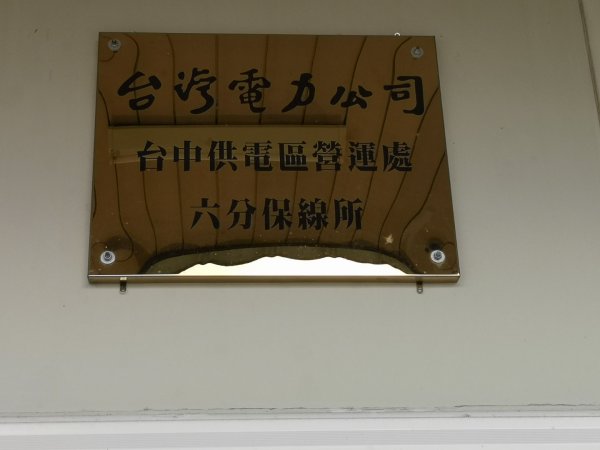 台灣電力公司
台中供電區營運處
六分保線所